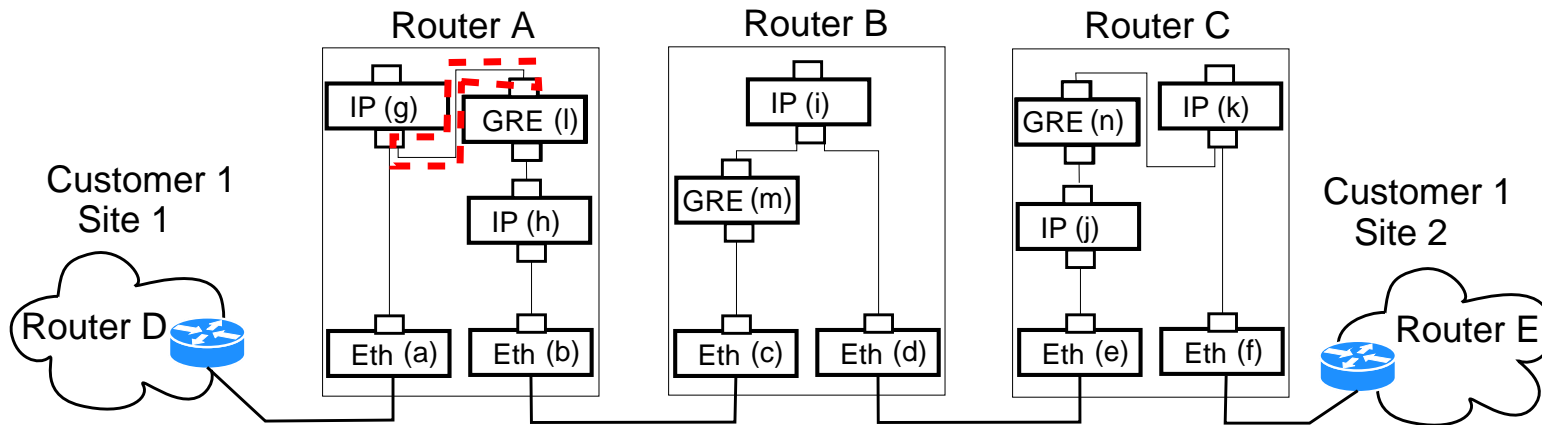 Router A
Router B
Router C
IP (g)
GRE (l)
IP (i)
GRE (n)
IP (k)
Customer 1
Site 1
GRE (m)
IP (h)
IP (j)
Customer 1
Site 2
Router D
Eth (a)
Eth (b)
Eth (c)
Eth (d)
Eth (e)
Eth (f)
Router E